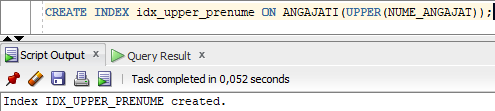 CREATE INDEX idx_upper_prenume ON ANGAJATI(UPPER(NUME_ANGAJAT));
Script Output x Query Result x
Task completed in 0,052 seconds
Index IDX_UPPER_PRENUME created.